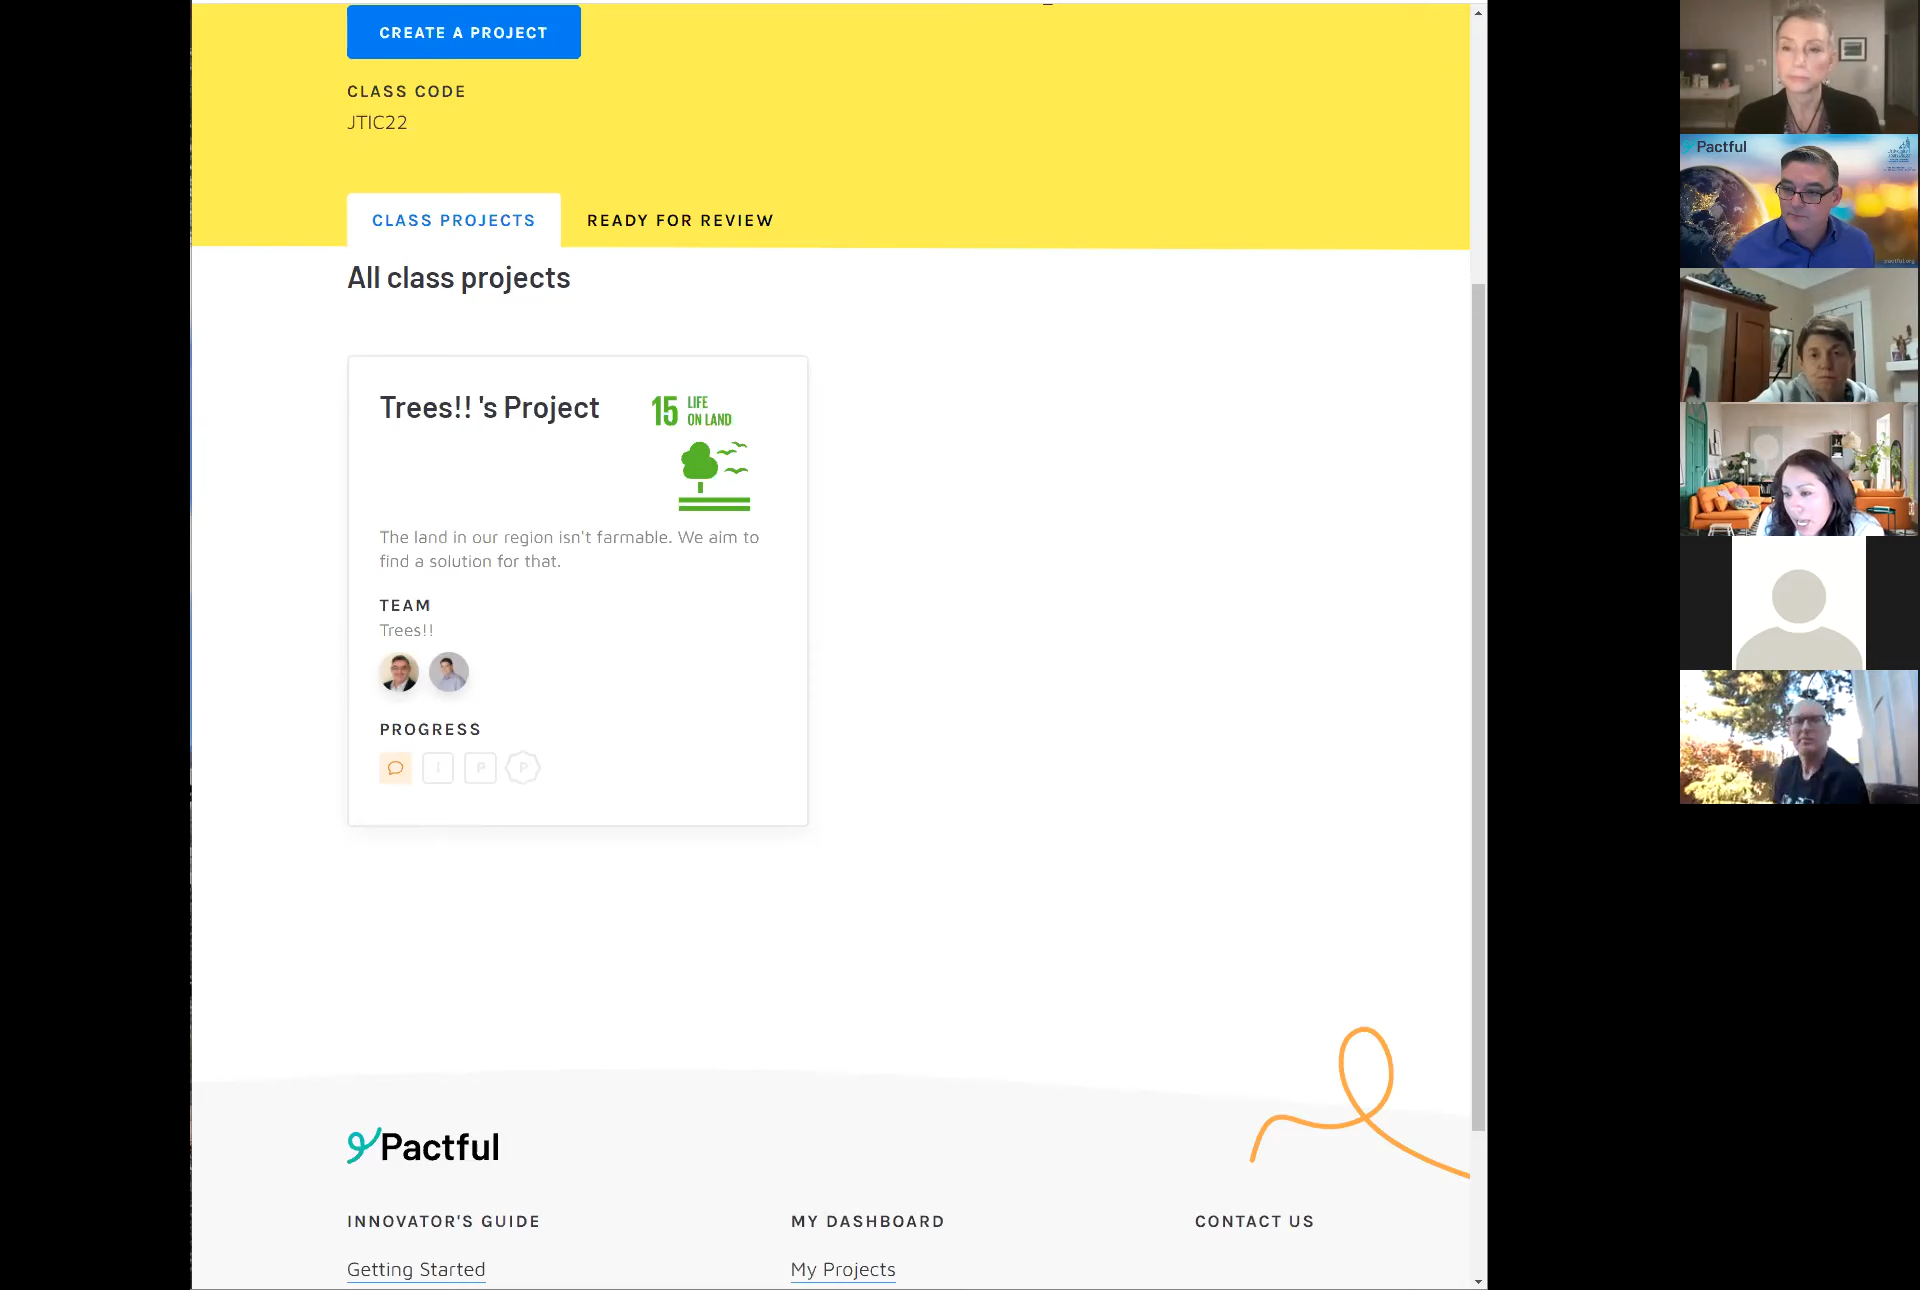 CREATE A PROJECT
CLASS CODE
JTIC22
CLASS PROJECTS
READY FOR REVIEW
All class projects
Trees!! 's Project
15 LIFE
ON LAND
The land in our region isn't farmable. We aim to
find a solution for that.
TEAM
Trees!!
PROGRESS
I P P
Pactful
INNOVATOR'S GUIDE
MY DASHBOARD
CONTACT US
Getting Started
My Projects
Pactful
pactful.org